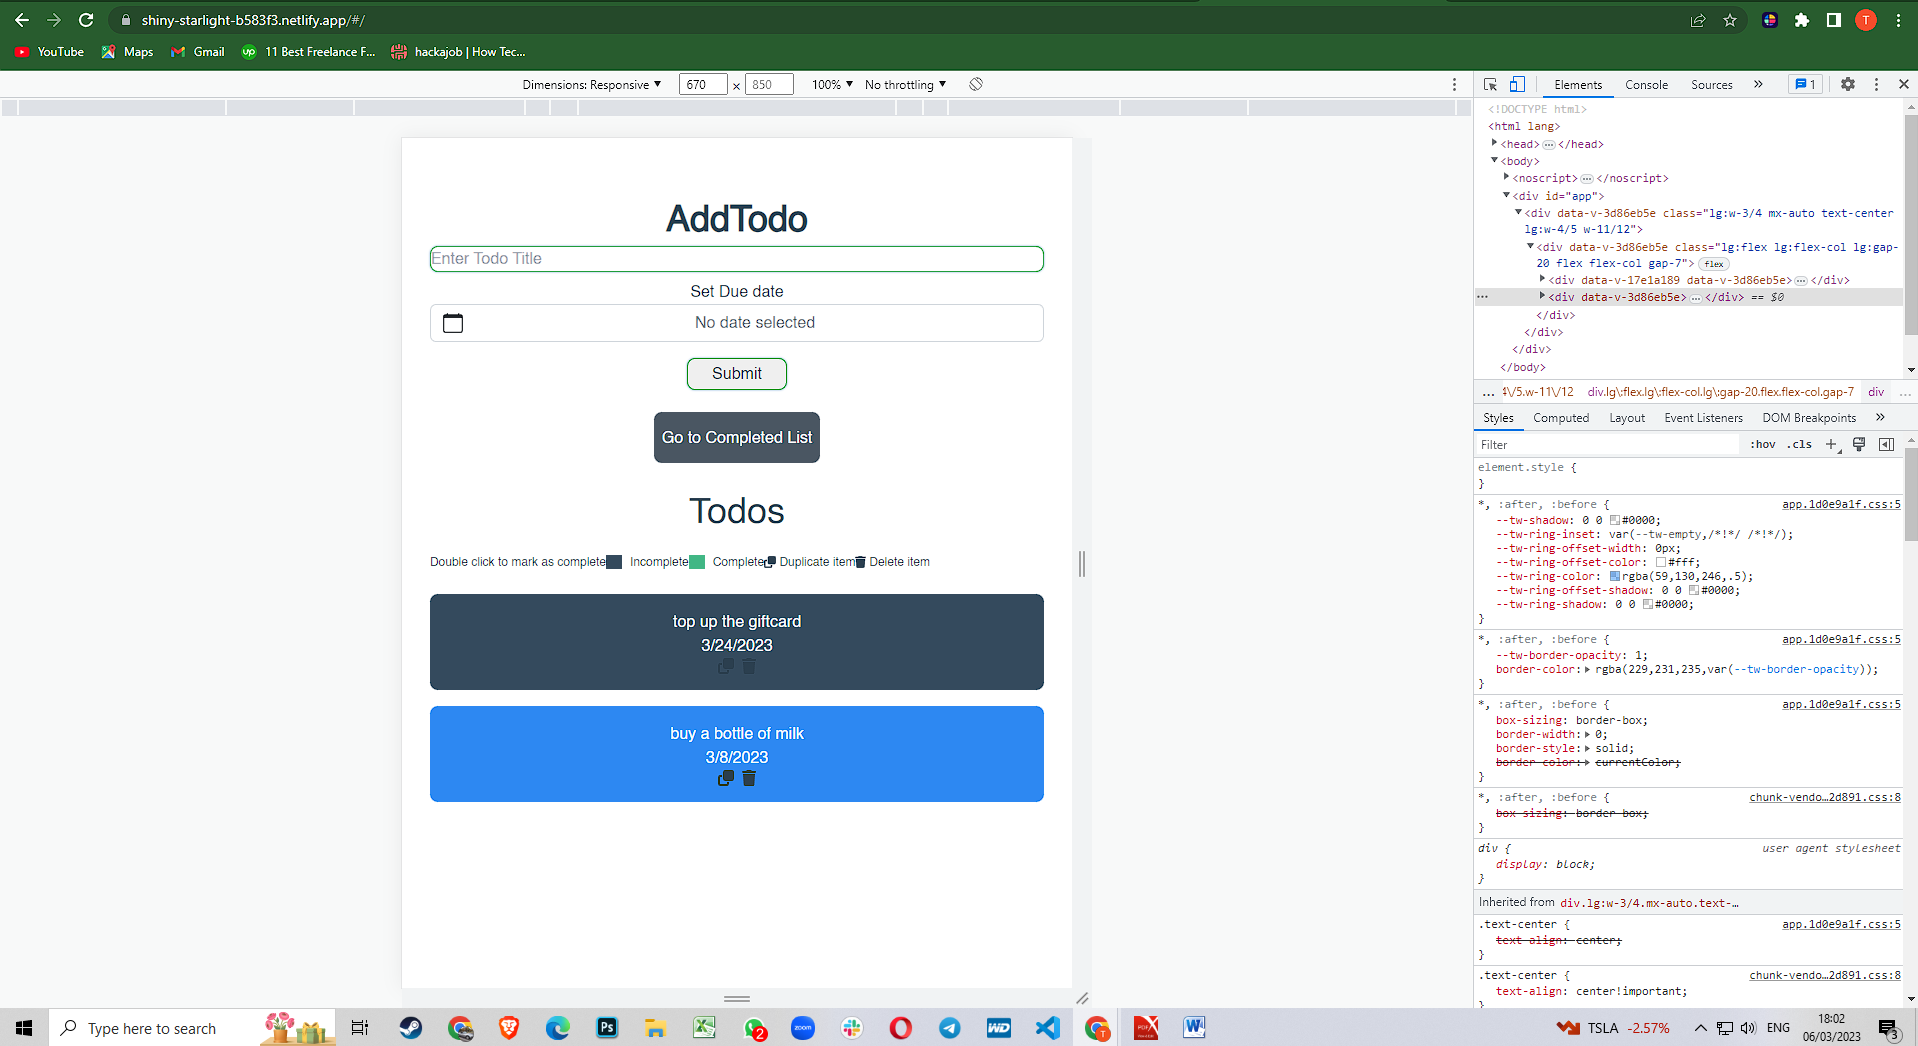 shiny-starlight-b583f3.netlify.app/#/
T
YouTube Maps Gmail up 11 Best Freelance F... hackajob | How Tec...
Dimensions: Responsive 670 × 850 100% No throttling
Elements Console Sources » 1
AddTodo
Enter Todo Title
Set Due date
No date selected
Submit
Go to Completed List
Todos
Double click to mark as complete Incomplete Complete Duplicate item Delete item
top up the giftcard
3/24/2023
buy a bottle of milk
3/8/2023
<!DOCTYPE html>
<html lang>
<head>…</head>
<body>
<noscript>…</noscript>
<div id="app">
<div data-v-3d86eb5e class="lg:w-3/4 mx-auto text-center
lg:w-4/5 w-11/12">
<div data-v-3d86eb5e class="lg:flex lg:flex-col lg:gap-
20 flex flex-col gap-7"> flex
<div data-v-17e1a189 data-v-3d86eb5e>…</div>
… <div data-v-3d86eb5e>…</div> == $0
</div>
</div>
</div>
</body>
… 4\/5.w-11\/12 div.lg\:flex.lg\:flex-col.lg\:gap-20.flex.flex-col.gap-7 div …
Styles Computed Layout Event Listeners DOM Breakpoints »
Filter :hov .cls +
element.style {
}
*, :after, :before { app.1d0e9a1f.css:5
--tw-shadow: 0 0 #0000;
--tw-ring-inset: var(--tw-empty,/*!*/ /*!*/);
--tw-ring-offset-width: 0px;
--tw-ring-offset-color: #fff;
--tw-ring-color: rgba(59,130,246,.5);
--tw-ring-offset-shadow: 0 0 #0000;
--tw-ring-shadow: 0 0 #0000;
}
*, :after, :before { app.1d0e9a1f.css:5
--tw-border-opacity: 1;
border-color: rgba(229,231,235,var(--tw-border-opacity));
}
*, :after, :before { app.1d0e9a1f.css:5
box-sizing: border-box;
border-width: 0;
border-style: solid;
border-color: currentColor;
}
*, :after, :before { chunk-vendo…2d891.css:8
box-sizing: border-box;
}
div { user agent stylesheet
display: block;
}
Inherited from div.lg:w-3/4.mx-auto.text-…
.text-center { app.1d0e9a1f.css:5
text-align: center;
}
.text-center { chunk-vendo…2d891.css:8
text-align: center!important;
}
Type here to search
Ps 2 zoom WD T PDF X W
TSLA -2.57% ENG 18:02
06/03/2023 3